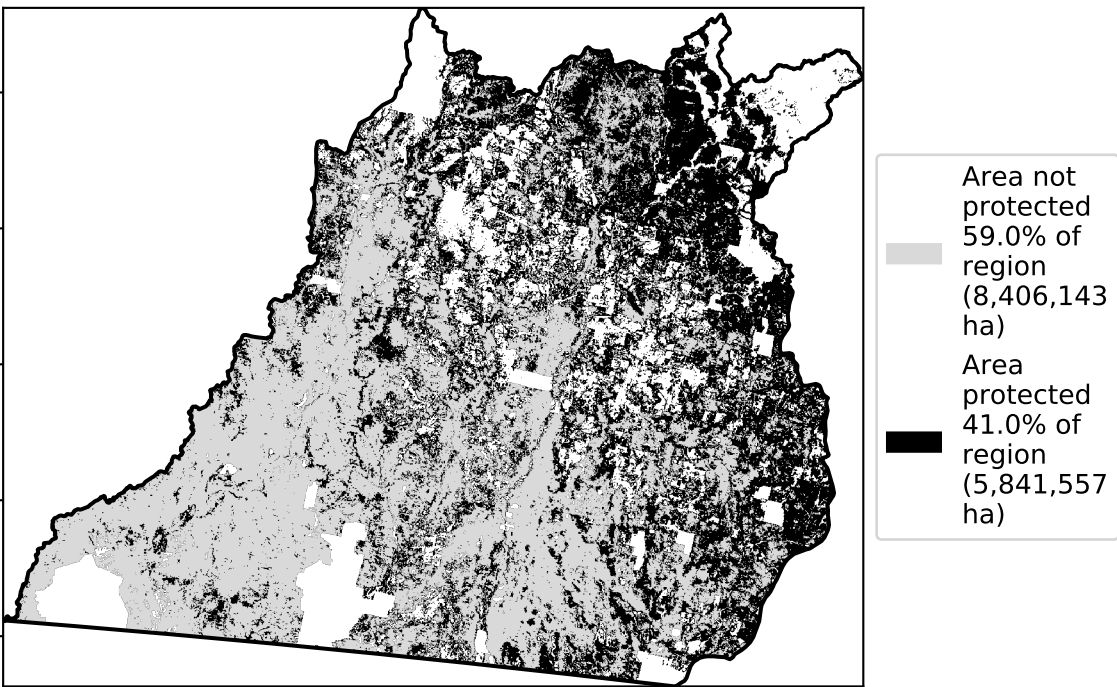 Area not
protected
59.0% of
region
(8,406,143
ha)
Area
protected
41.0% of
region
(5,841,557
ha)